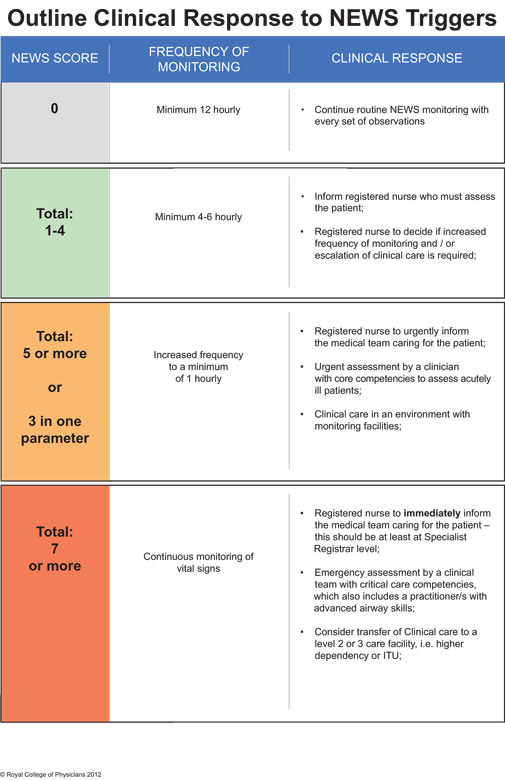 Outline Clinical Response to NEWS Triggers
NEWS SCORE
FREQUENCY OF
MONITORING
CLINICAL RESPONSE
0
Minimum 12 hourly
• Continue routine NEWS monitoring with
every set of observations
Total:
1-4
Minimum 4-6 hourly
• Inform registered nurse who must assess
the patient;
• Registered nurse to decide if increased
frequency of monitoring and / or
escalation of clinical care is required;
Total:
5 or more
or
3 in one
parameter
Increased frequency
to a minimum
of 1 hourly
• Registered nurse to urgently inform
the medical team caring for the patient;
• Urgent assessment by a clinician
with core competencies to assess acutely
ill patients;
• Clinical care in an environment with
monitoring facilities;
Total:
7
or more
Continuous monitoring of
vital signs
• Registered nurse to immediately inform
the medical team caring for the patient –
this should be at least at Specialist
Registrar level;
• Emergency assessment by a clinical
team with critical care competencies,
which also includes a practitioner/s with
advanced airway skills;
• Consider transfer of Clinical care to a
level 2 or 3 care facility, i.e. higher
dependency or ITU;
© Royal College of Physicians 2012